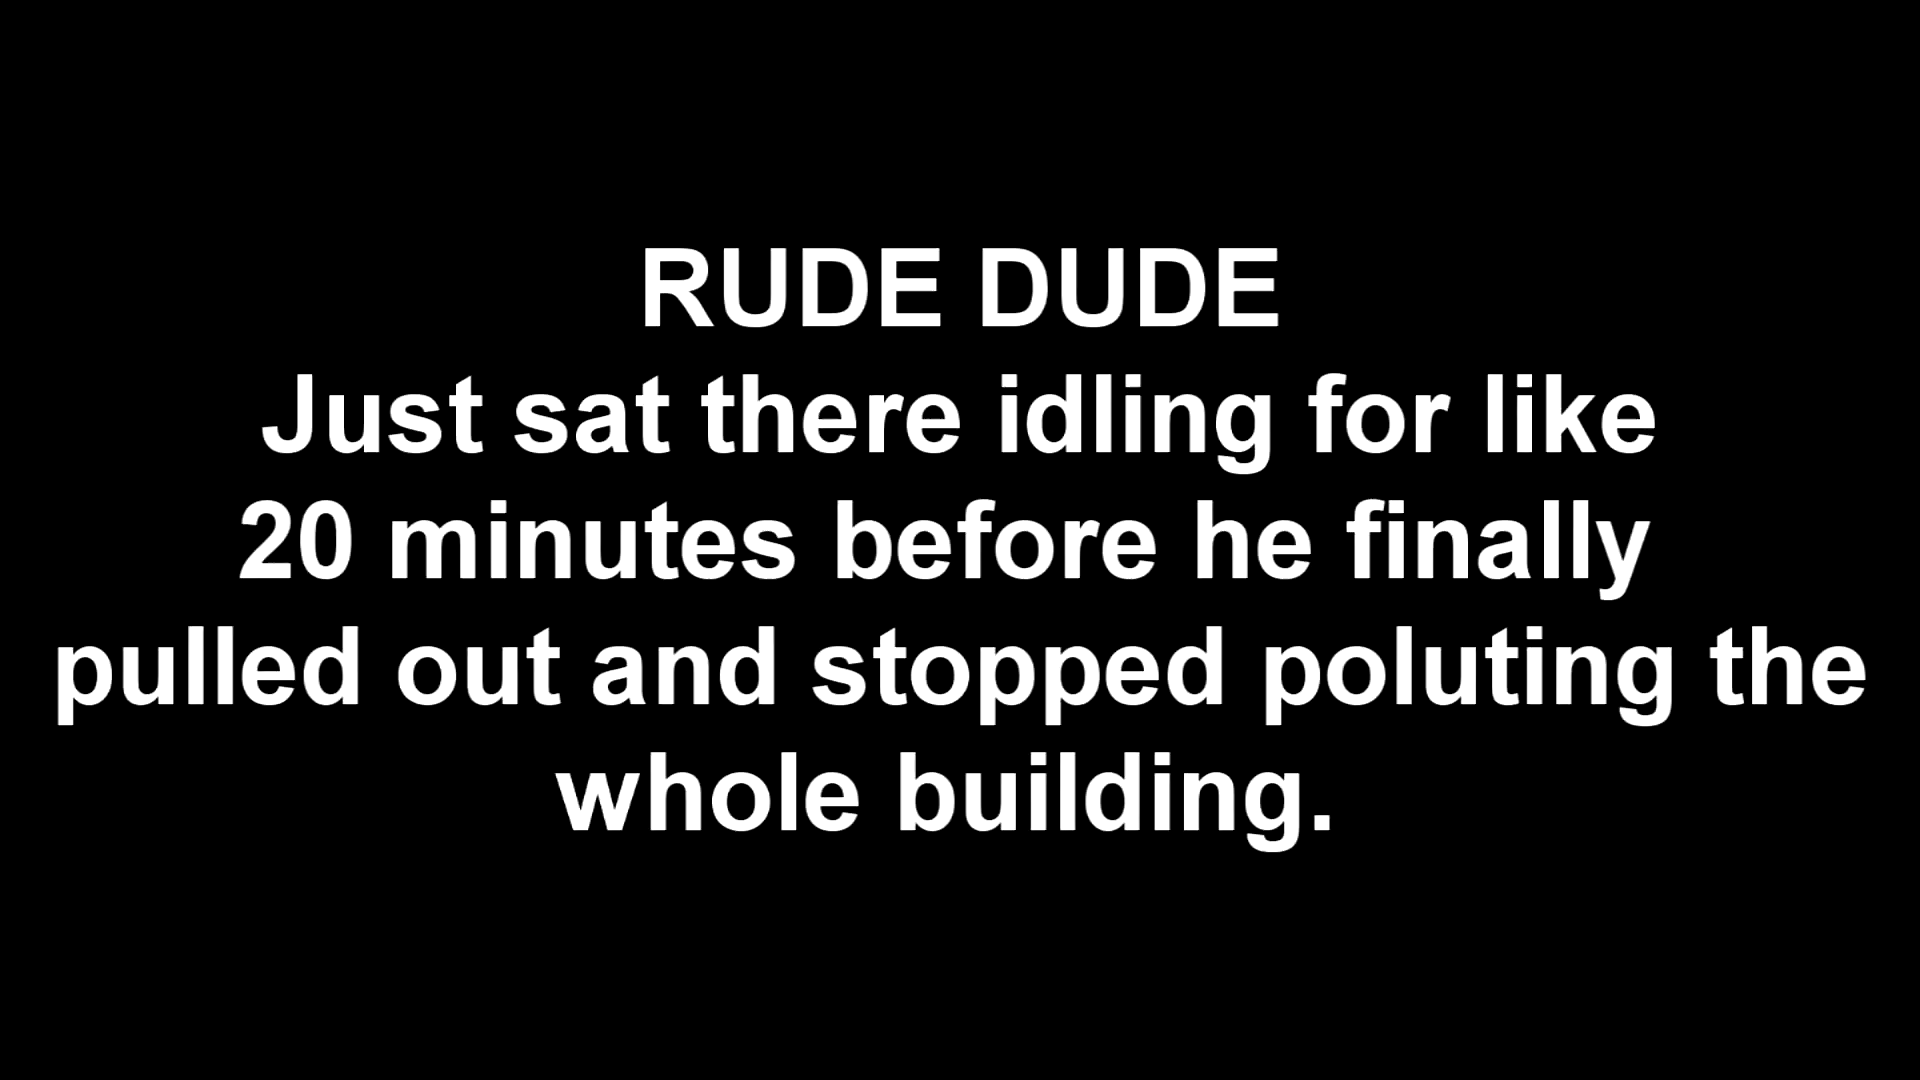 RUDE DUDE
Just sat there idling for like
20 minutes before he finally
pulled out and stopped poluting the
whole building.